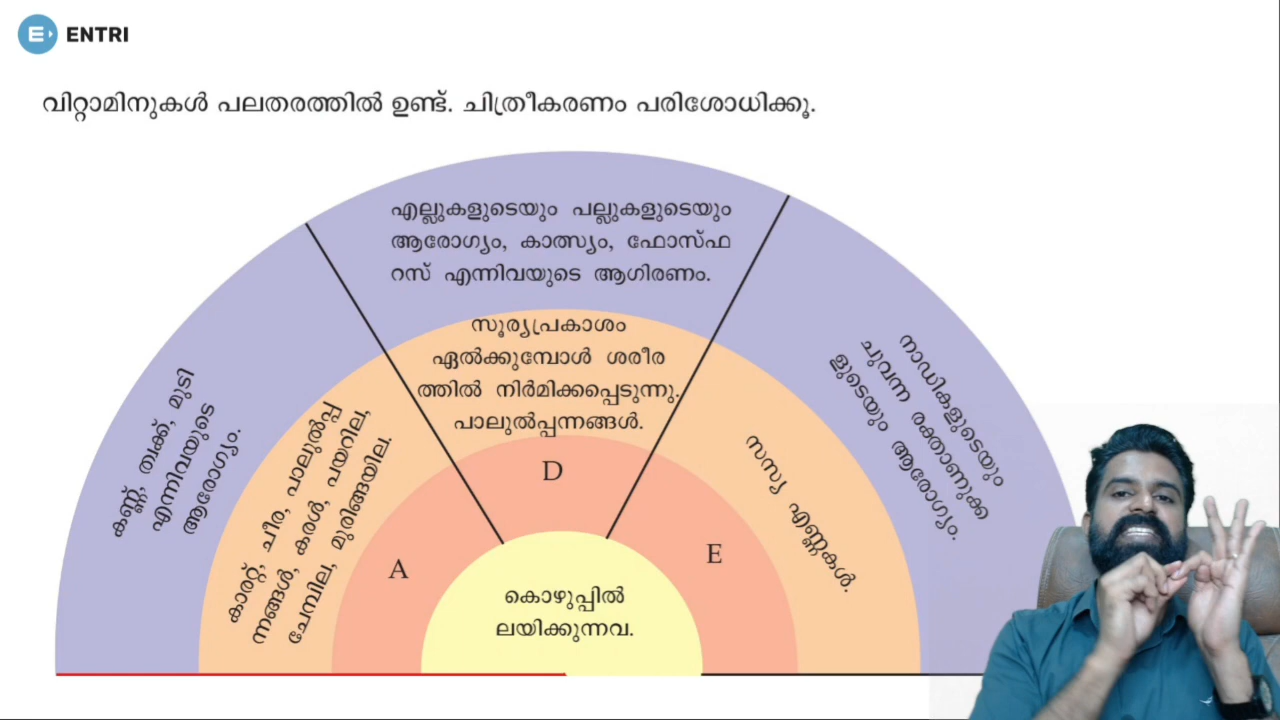 ENTRI
വിറ്റാമിനുകൾ പലതരത്തിൽ ഉണ്ട്. ചിത്രീകരണം പരിശോധിക്കൂ.
എല്ലുകളുടെയും പല്ലുകളുടെയും
ആരോഗ്യം, കാത്സ്യം, ഫോസ്ഫ
റസ് എന്നിവയുടെ ആഗിരണം.
സൂര്യപ്രകാശം
ഏൽക്കുമ്പോൾ ശരീര
ത്തിൽ നിർമിക്കപ്പെടുന്നു.
പാലുൽപ്പന്നങ്ങൾ.
D
കണ്ണ്, ത്വക്ക്, മുടി
എന്നിവയുടെ
ആരോഗ്യം.
കാരറ്റ്, ചീര, പാലുൽപ്പ
ന്നങ്ങൾ, കരൾ, പയറില,
ചേമ്പില, മുരിങ്ങയില.
A
നാഡികളുടെയും
ചുവന്ന രക്താണുക്ക
ളുടെയും ആരോഗ്യം.
സസ്യ എണ്ണകൾ.
E
കൊഴുപ്പിൽ
ലയിക്കുന്നവ.